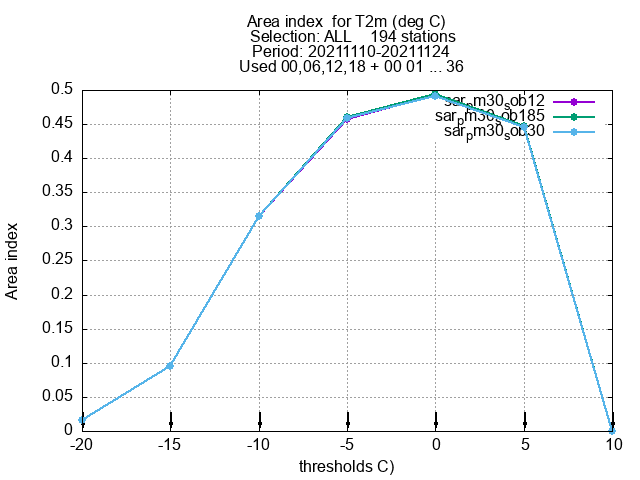 Area index  for T2m (deg C)
Selection: ALL    194 stations
Period: 20211110-20211124
Used 00,06,12,18 + 00 01 ... 36
sarpm30sob12
sarpm30sob185
sarpm30sob30
0.5
0.45
0.4
0.35
0.3
0.25
0.2
0.15
0.1
0.05
0
Area index
-20 -15 -10 -5 0 5 10
thresholds C)